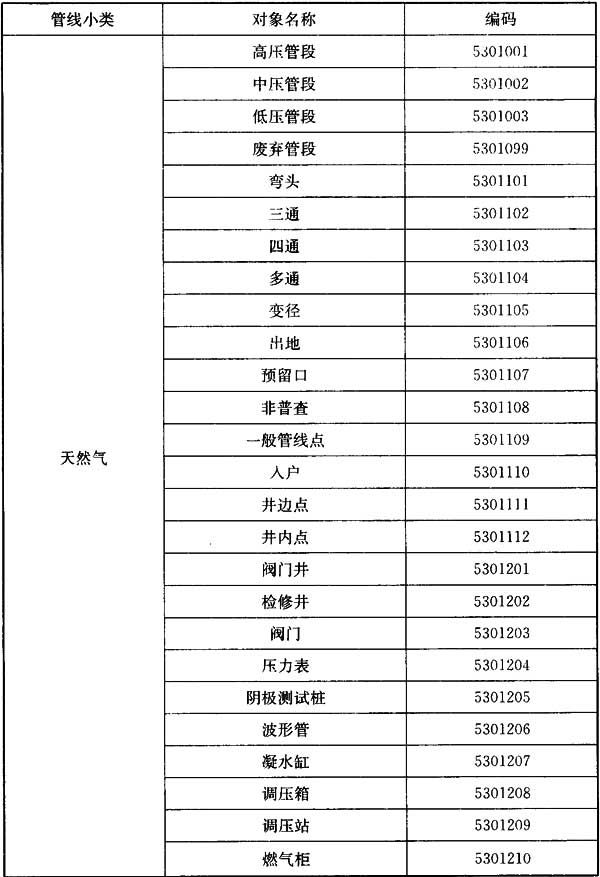 管线小类 对象名称 编码
高压管段 5301001
中压管段 5301002
低压管段 5301003
废弃管段 5301099
弯头 5301101
三通 5301102
四通 5301103
多通 5301104
变径 5301105
出地 5301106
预留口 5301107
非普查 5301108
一般管线点 5301109
天然气
入户 5301110
井边点 5301111
井内点 5301112
阀门井 5301201
检修井 5301202
阀门 5301203
压力表 5301204
阴极测试桩 5301205
波形管 5301206
凝水缸 5301207
调压箱 5301208
调压站 5301209
燃气柜 5301210